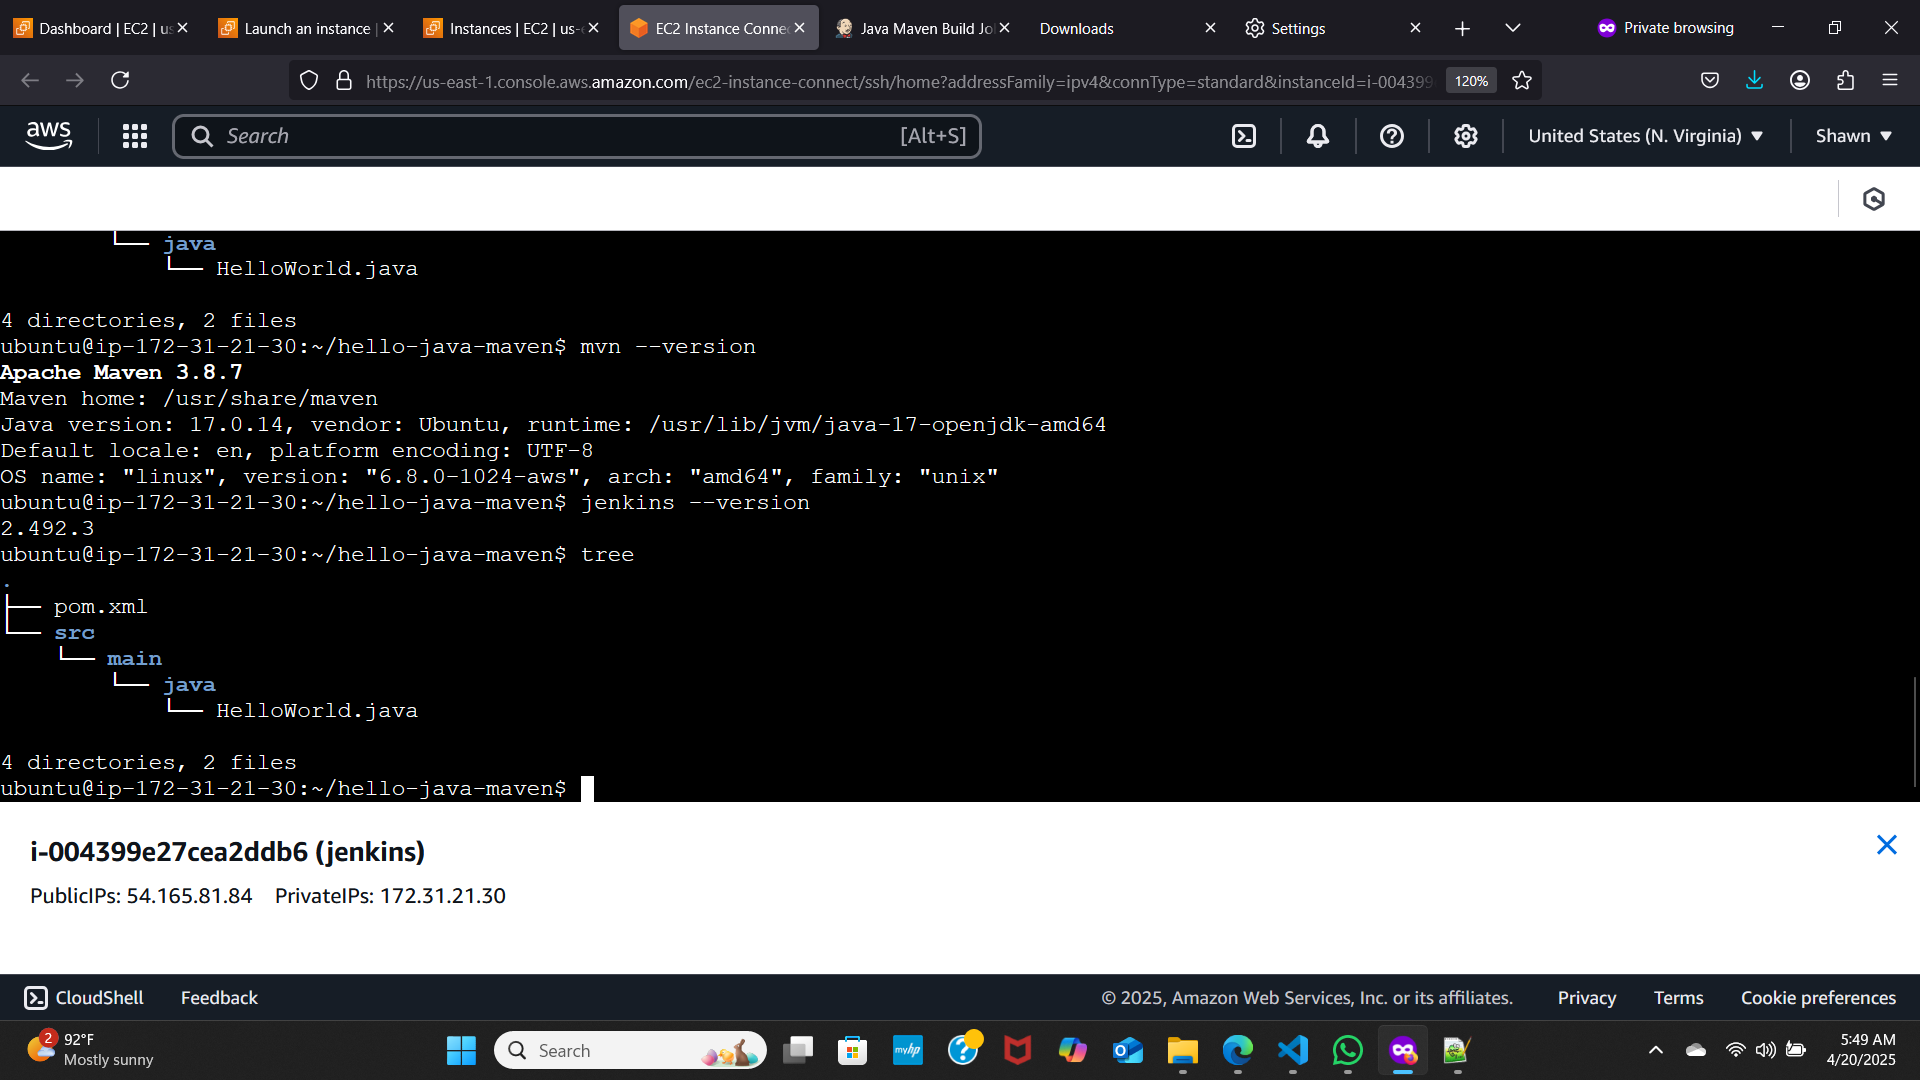 Dashboard | EC2 | us
Launch an instance |
Instances | EC2 | us-e
EC2 Instance Connec
Java Maven Build Jo
Downloads
Settings
Private browsing
https://us-east-1.console.aws.amazon.com/ec2-instance-connect/ssh/home?addressFamily=ipv4&connType=standard&instanceId=i-004399
120%
aws
Search
[Alt+S]
United States (N. Virginia)
Shawn
└── java
└── HelloWorld.java
4 directories, 2 files
ubuntu@ip-172-31-21-30:~/hello-java-maven$ mvn --version
Apache Maven 3.8.7
Maven home: /usr/share/maven
Java version: 17.0.14, vendor: Ubuntu, runtime: /usr/lib/jvm/java-17-openjdk-amd64
Default locale: en, platform encoding: UTF-8
OS name: "linux", version: "6.8.0-1024-aws", arch: "amd64", family: "unix"
ubuntu@ip-172-31-21-30:~/hello-java-maven$ jenkins --version
2.492.3
ubuntu@ip-172-31-21-30:~/hello-java-maven$ tree
.
├── pom.xml
└── src
└── main
└── java
└── HelloWorld.java
4 directories, 2 files
ubuntu@ip-172-31-21-30:~/hello-java-maven$
i-004399e27cea2ddb6 (jenkins)
PublicIPs: 54.165.81.84 PrivateIPs: 172.31.21.30
CloudShell
Feedback
© 2025, Amazon Web Services, Inc. or its affiliates.
Privacy
Terms
Cookie preferences
2
92°F
Mostly sunny
Search
myhp
5:49 AM
4/20/2025